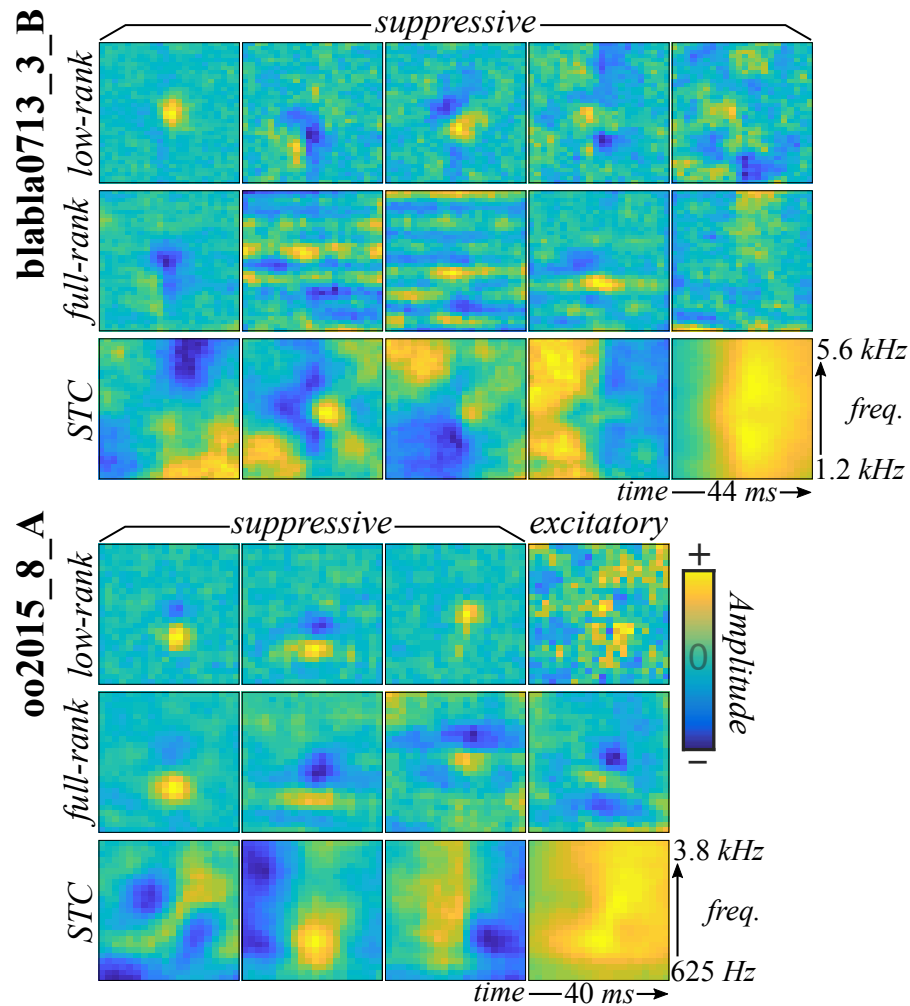 blabla0713_3_B
suppressive
low-rank
full-rank
STC
5.6 kHz
freq.
1.2 kHz
time 44 ms
oo2015_8_A
suppressive
excitatory
low-rank
full-rank
STC
+
0
−
Amplitude
3.8 kHz
freq.
625 Hz
time 40 ms